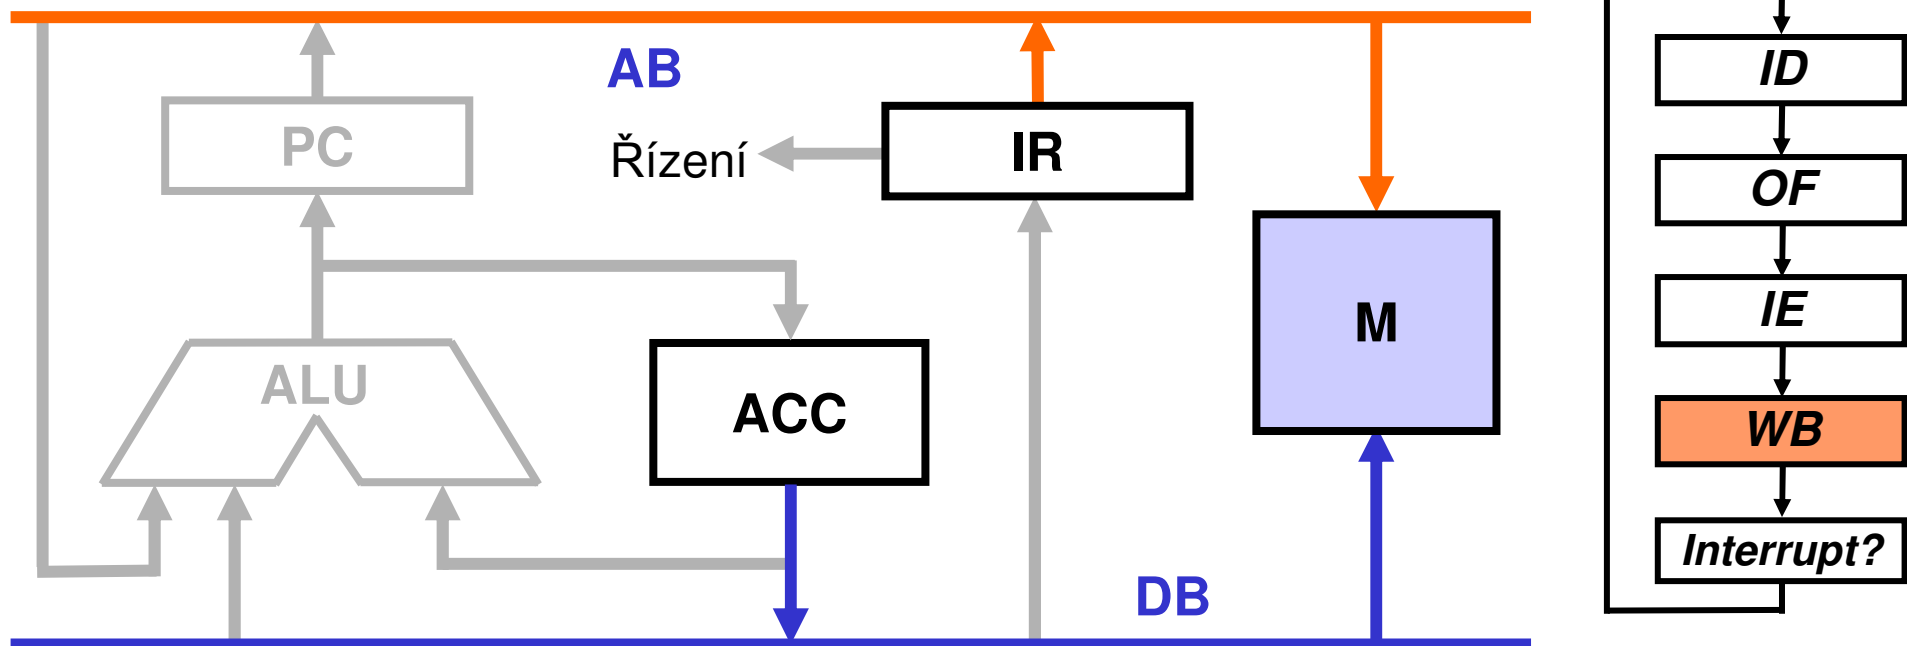 AB
PC
Řízení
IR
M
ALU
ACC
DB
ID
OF
IE
WB
Interrupt?